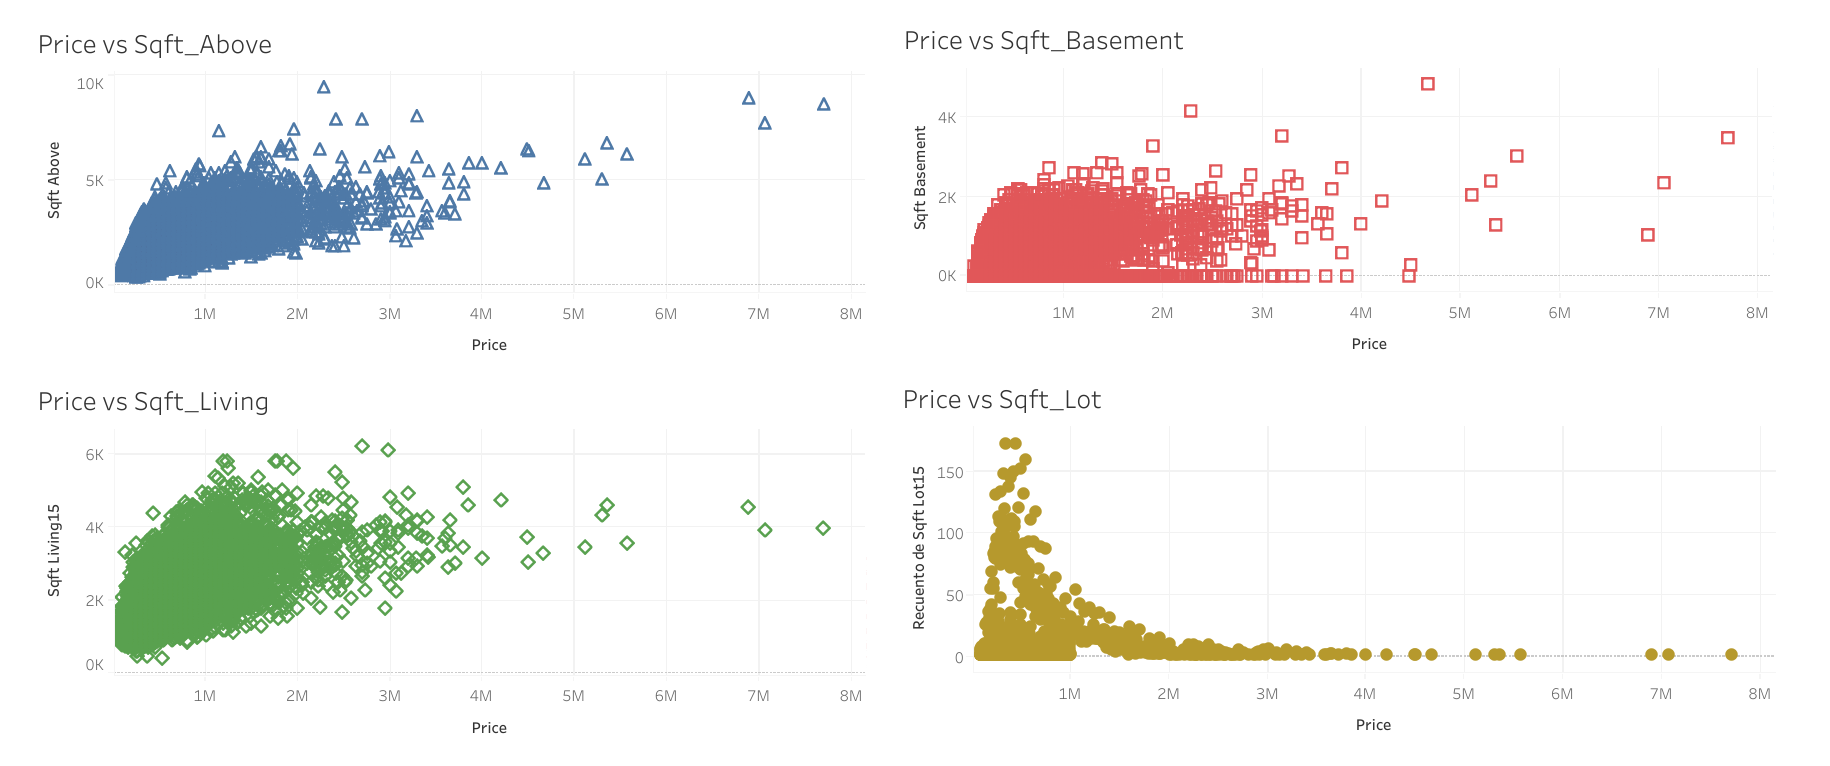 Price vs Sqft_Above
10K
5K
0K
Sqft Above
1M 2M 3M 4M 5M 6M 7M 8M
Price
Price vs Sqft_Basement
4K
2K
0K
Sqft Basement
1M 2M 3M 4M 5M 6M 7M 8M
Price
Price vs Sqft_Living
6K
4K
2K
0K
Sqft Living15
1M 2M 3M 4M 5M 6M 7M 8M
Price
Price vs Sqft_Lot
150
100
50
0
Recuento de Sqft Lot15
1M 2M 3M 4M 5M 6M 7M 8M
Price